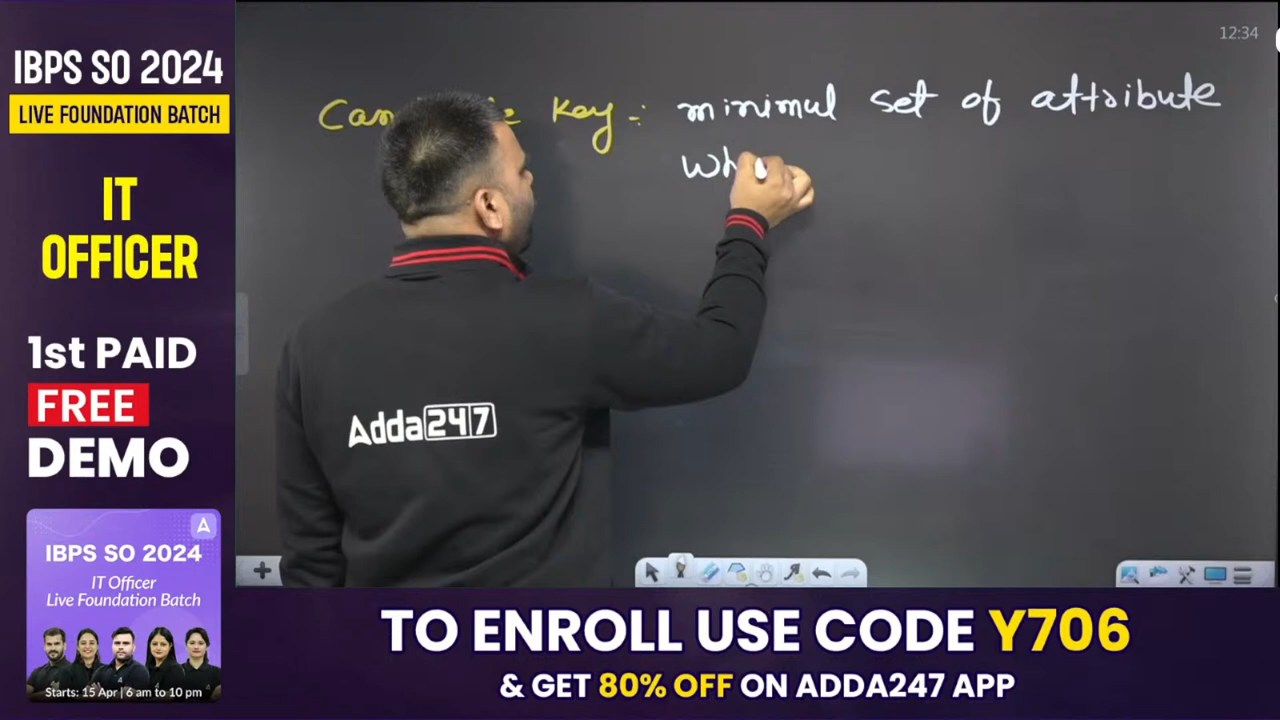 IBPS SO 2024
LIVE FOUNDATION BATCH
IT
OFFICER
1st PAID
FREE
DEMO
A
IBPS SO 2024
IT Officer
Live Foundation Batch
Starts: 15 Apr | 6 am to 10 pm
12:34
Key : minimul set of attribute
Adda247
TO ENROLL USE CODE Y706
& GET 80% OFF ON ADDA247 APP